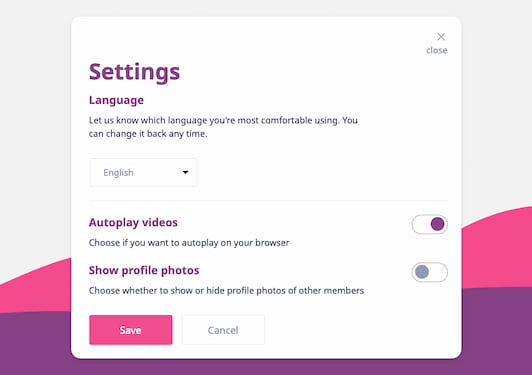 close
Settings
Language
Let us know which language you're most comfortable using. You
can change it back any time.
English
Autoplay videos
Choose if you want to autoplay on your browser
Show profile photos
Choose whether to show or hide profile photos of other members
Save
Cancel